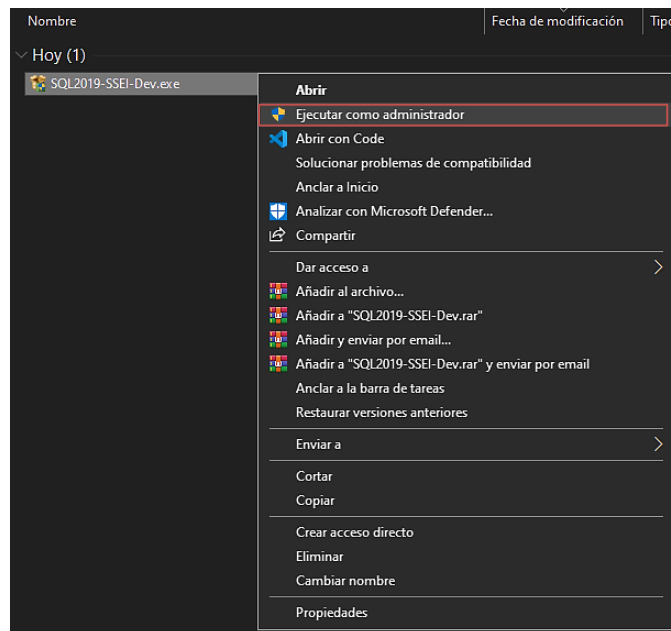 Nombre
Fecha de modificación
Tipo
Hoy (1)
SQL2019-SSEI-Dev.exe
Abrir
Ejecutar como administrador
Abrir con Code
Solucionar problemas de compatibilidad
Anclar a Inicio
Analizar con Microsoft Defender...
Compartir
Dar acceso a
Añadir al archivo...
Añadir a "SQL2019-SSEI-Dev.rar"
Añadir y enviar por email...
Añadir a "SQL2019-SSEI-Dev.rar" y enviar por email
Anclar a la barra de tareas
Restaurar versiones anteriores
Enviar a
Cortar
Copiar
Crear acceso directo
Eliminar
Cambiar nombre
Propiedades